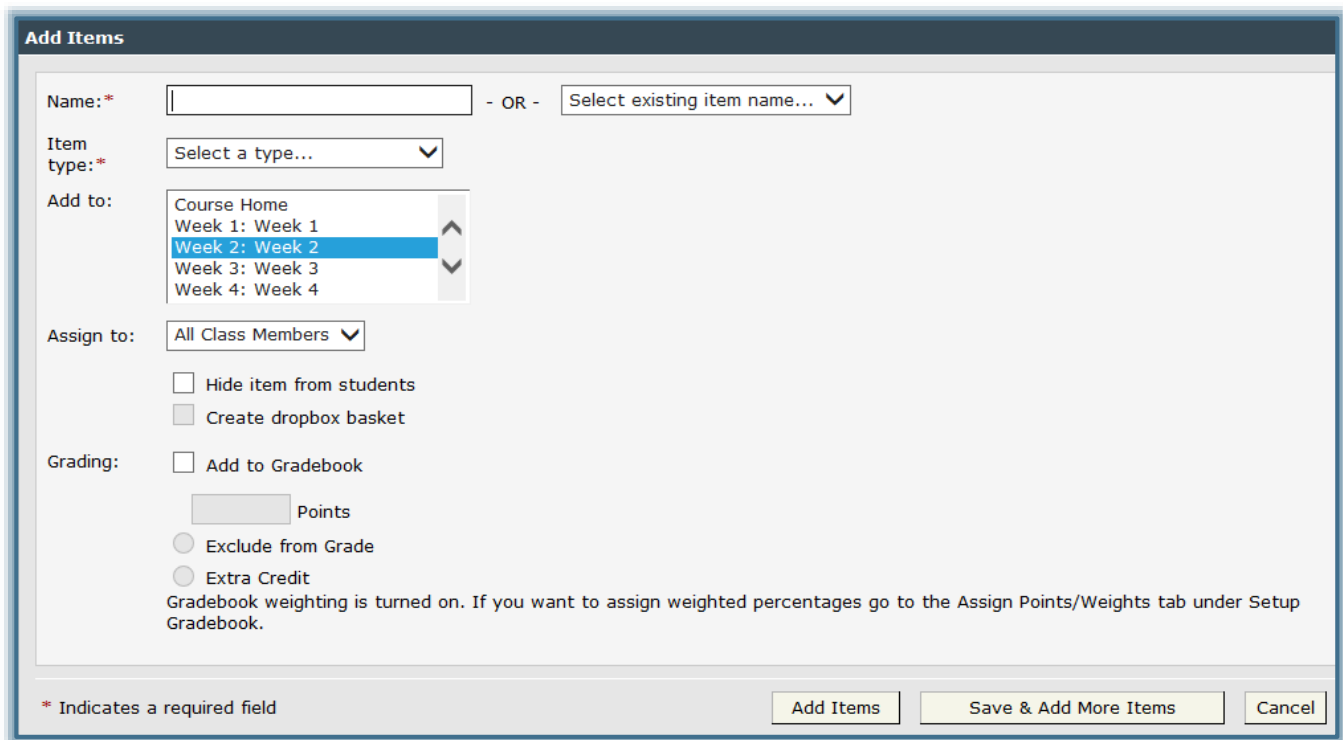 Add Items
Name:* - OR - Select existing item name...
Item
type:* Select a type...
Add to: Course Home
Week 1: Week 1
Week 2: Week 2
Week 3: Week 3
Week 4: Week 4
Assign to: All Class Members
Hide item from students
Create dropbox basket
Grading: Add to Gradebook
Points
Exclude from Grade
Extra Credit
Gradebook weighting is turned on. If you want to assign weighted percentages go to the Assign Points/Weights tab under Setup
Gradebook.
* Indicates a required field Add Items Save & Add More Items Cancel